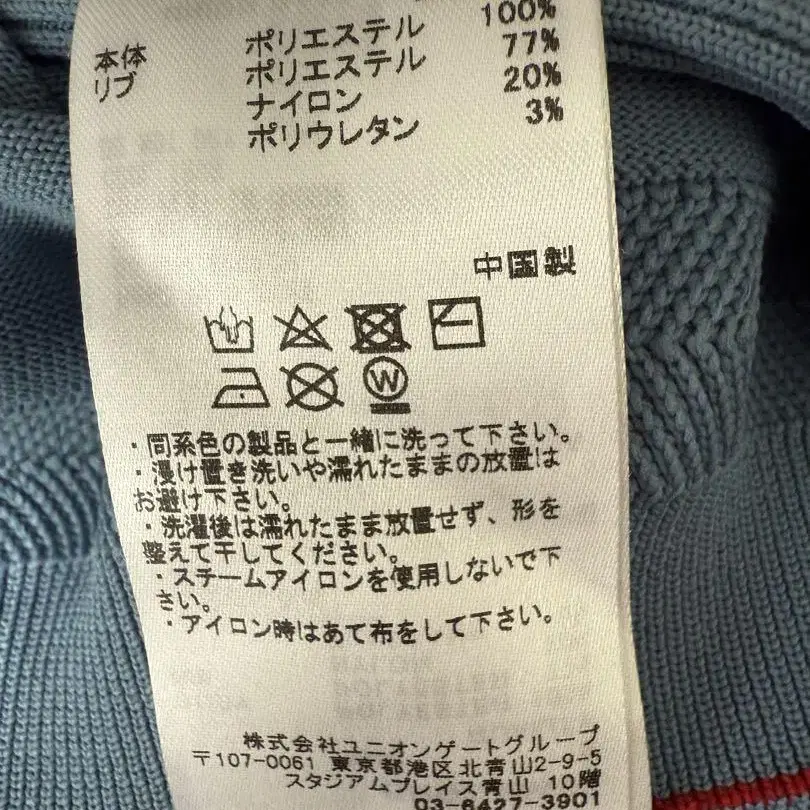 本体 ポリエステル 100%
リブ ポリエステル 77%
ナイロン 20%
ポリウレタン 3%
中国製
W
・同系色の製品と一緒に洗って下さい。
・浸け置き洗いや濡れたままの放置は
お避け下さい。
・洗濯後は濡れたまま放置せず、形を
整えて干してください。
・スチームアイロンを使用しないで下
さい。
・アイロン時はあて布をして下さい。
株式会社ユニオンゲートグループ
〒107-0061 東京都港区北青山2-9-5
スタジアムプレイス青山 10階
03-6427-3901